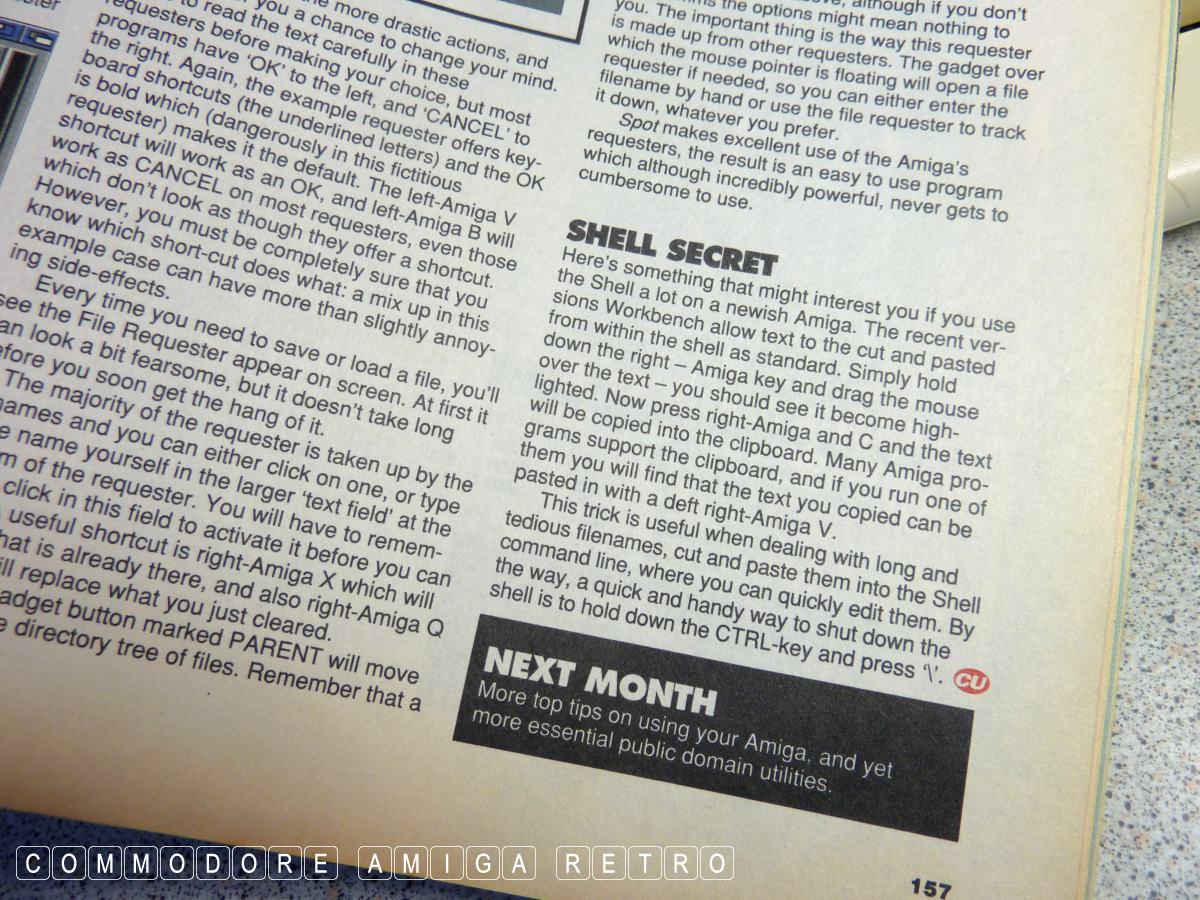 more drastic actions, and
you a chance to change your mind.
to read the text carefully in these
requesters before making your choice, but most
programs have 'OK' to the left, and 'CANCEL' to
the right. Again, the example requester offers key-
board shortcuts (the underlined letters) and the OK
is bold which (dangerously in this fictitious
requester) makes it the default. The left-Amiga V
shortcut will work as an OK, and left-Amiga B will
work as CANCEL on most requesters, even those
which don't look as though they offer a shortcut.
However, you must be completely sure that you
know which short-cut does what: a mix up in this
example case can have more than slightly annoy-
ing side-effects.
Every time you need to save or load a file, you'll
see the File Requester appear on screen. At first it
look a bit fearsome, but it doesn't take long
you soon get the hang of it.
The majority of the requester is taken up by the
and you can either click on one, or type
name yourself in the larger 'text field' at the
of the requester. You will have to remem-
click in this field to activate it before you can
useful shortcut is right-Amiga X which will
is already there, and also right-Amiga Q
replace what you just cleared.
button marked PARENT will move
directory tree of files. Remember that a
although if you don't
the options might mean nothing to
you. The important thing is the way this requester
is made up from other requesters. The gadget over
which the mouse pointer is floating will open a file
requester if needed, so you can either enter the
filename by hand or use the file requester to track
it down, whatever you prefer.
Spot makes excellent use of the Amiga's
requesters, the result is an easy to use program
which although incredibly powerful, never gets to
cumbersome to use.
SHELL SECRET
Here's something that might interest you if you use
the Shell a lot on a newish Amiga. The recent ver-
sions Workbench allow text to the cut and pasted
from within the shell as standard. Simply hold
down the right – Amiga key and drag the mouse
over the text – you should see it become high-
lighted. Now press right-Amiga and C and the text
will be copied into the clipboard. Many Amiga pro-
grams support the clipboard, and if you run one of
them you will find that the text you copied can be
pasted in with a deft right-Amiga V.
This trick is useful when dealing with long and
tedious filenames, cut and paste them into the Shell
command line, where you can quickly edit them. By
the way, a quick and handy way to shut down the
shell is to hold down the CTRL-key and press '\'. CU
NEXT MONTH
More top tips on using your Amiga, and yet
more essential public domain utilities.
157
COMMODORE AMIGA RETRO